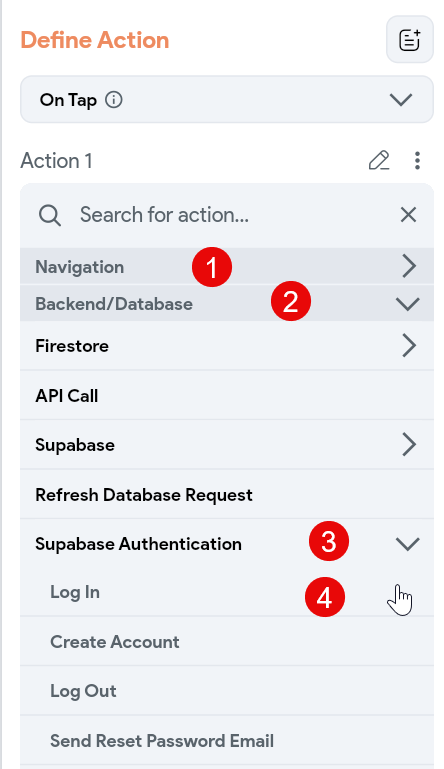 Define Action
On Tap
Action 1
Search for action...
Navigation 1
Backend/Database 2
Firestore
API Call
Supabase
Refresh Database Request
Supabase Authentication 3
Log In 4
Create Account
Log Out
Send Reset Password Email